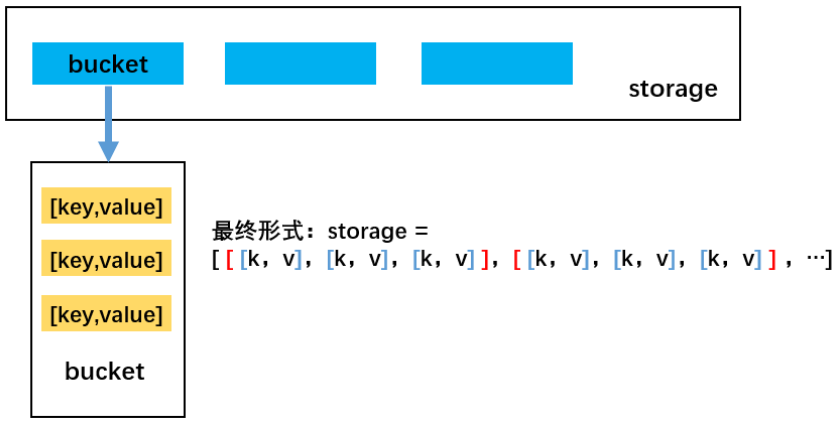 bucket
storage
[key,value]
[key,value]
[key,value]
bucket
最终形式：storage =
[ [ [k，v]，[k，v]，[k，v] ]，[ [k，v]，[k，v]，[k，v] ] ，…]